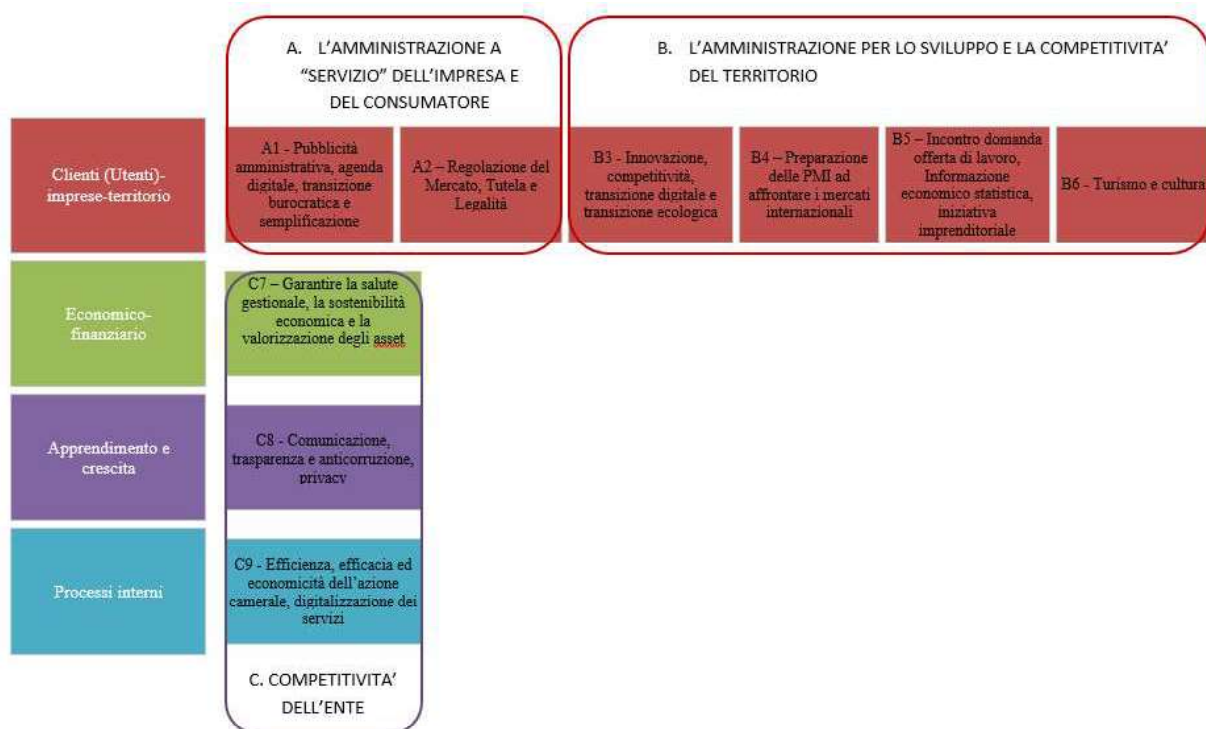 A. L'AMMINISTRAZIONE A
"SERVIZIO" DELL'IMPRESA E
DEL CONSUMATORE
B. L'AMMINISTRAZIONE PER LO SVILUPPO E LA COMPETITIVITA'
DEL TERRITORIO
Clienti (Utenti)-
imprese-territorio
A1 - Pubblicità
amministrativa, agenda
digitale, transizione
burocratica e
semplificazione
A2 – Regolazione del
Mercato, Tutela e
Legalità
B3 - Innovazione,
competitività,
transizione digitale e
transizione ecologica
B4 – Preparazione
delle PMI ad
affrontare i mercati
internazionali
B5 – Incontro domanda
offerta di lavoro,
Informazione
economico statistica,
iniziativa
imprenditoriale
B6 - Turismo e cultura
Economico-
finanziario
C7 – Garantire la salute
gestionale, la sostenibilità
economica e la
valorizzazione degli asset
Apprendimento e
crescita
C8 - Comunicazione,
trasparenza e anticorruzione,
privacy
Processi interni
C9 - Efficienza, efficacia ed
economicità dell'azione
camerale, digitalizzazione dei
servizi
C. COMPETITIVITA'
DELL'ENTE